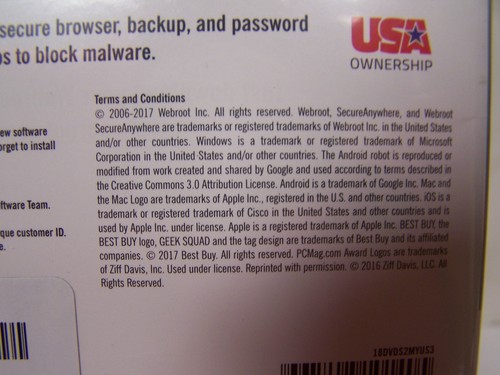 secure browser, backup, and password
ps to block malware.
USA
OWNERSHIP
Terms and Conditions
© 2006-2017 Webroot Inc. All rights reserved. Webroot, SecureAnywhere, and Webroot
SecureAnywhere are trademarks or registered trademarks of Webroot Inc. in the United States
and/or other countries. Windows is a trademark or registered trademark of Microsoft
Corporation in the United States and/or other countries. The Android robot is reproduced or
modified from work created and shared by Google and used according to terms described in
the Creative Commons 3.0 Attribution License. Android is a trademark of Google Inc. Mac and
the Mac Logo are trademarks of Apple Inc., registered in the U.S. and other countries. iOS is a
trademark or registered trademark of Cisco in the United States and other countries and is
used by Apple Inc. under license. Apple is a registered trademark of Apple Inc. BEST BUY, the
BEST BUY logo, GEEK SQUAD and the tag design are trademarks of Best Buy and its affiliated
companies. © 2017 Best Buy. All rights reserved. PCMag.com Award Logos are trademarks
of Ziff Davis, Inc. Used under license. Reprinted with permission. © 2016 Ziff Davis, LLC. All
Rights Reserved.
ew software
orget to install
ftware Team.
que customer ID.
e.
18DVDS2MYUS3